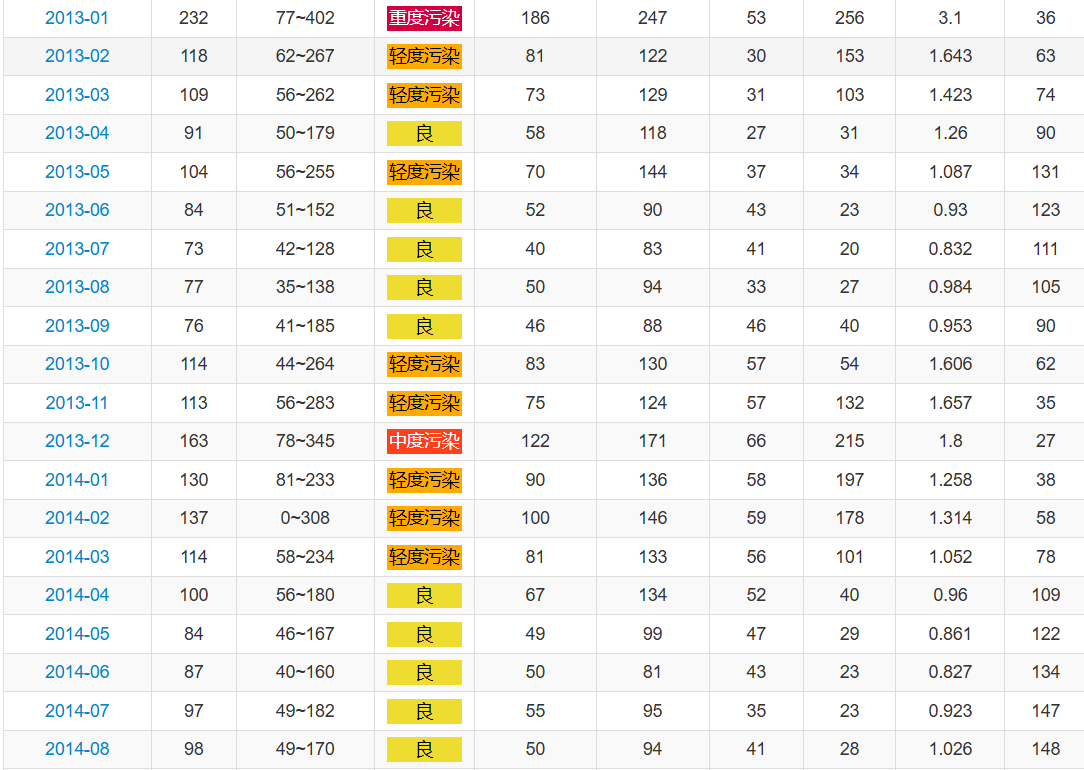 2013-01 232 77~402 重度污染 186 247 53 256 3.1 36
2013-02 118 62~267 轻度污染 81 122 30 153 1.643 63
2013-03 109 56~262 轻度污染 73 129 31 103 1.423 74
2013-04 91 50~179 良 58 118 27 31 1.26 90
2013-05 104 56~255 轻度污染 70 144 37 34 1.087 131
2013-06 84 51~152 良 52 90 43 23 0.93 123
2013-07 73 42~128 良 40 83 41 20 0.832 111
2013-08 77 35~138 良 50 94 33 27 0.984 105
2013-09 76 41~185 良 46 88 46 40 0.953 90
2013-10 114 44~264 轻度污染 83 130 57 54 1.606 62
2013-11 113 56~283 轻度污染 75 124 57 132 1.657 35
2013-12 163 78~345 中度污染 122 171 66 215 1.8 27
2014-01 130 81~233 轻度污染 90 136 58 197 1.258 38
2014-02 137 0~308 轻度污染 100 146 59 178 1.314 58
2014-03 114 58~234 轻度污染 81 133 56 101 1.052 78
2014-04 100 56~180 良 67 134 52 40 0.96 109
2014-05 84 46~167 良 49 99 47 29 0.861 122
2014-06 87 40~160 良 50 81 43 23 0.827 134
2014-07 97 49~182 良 55 95 35 23 0.923 147
2014-08 98 49~170 良 50 94 41 28 1.026 148